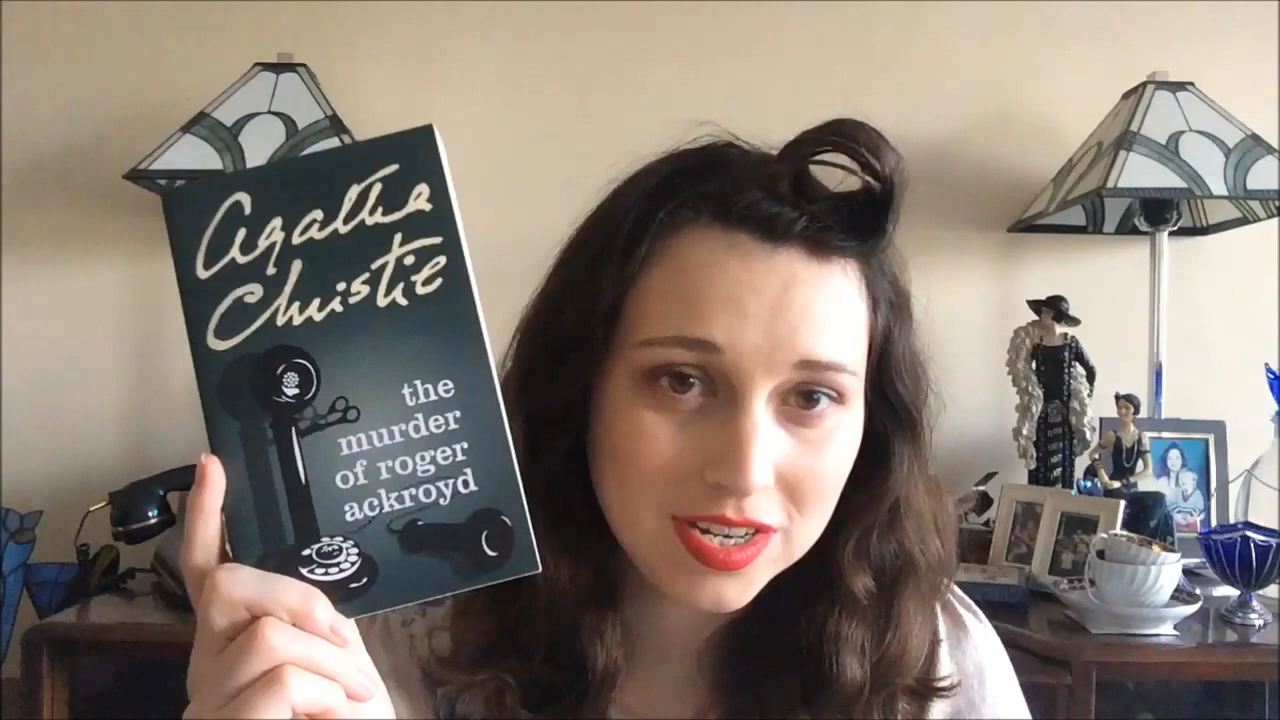 Agatha
Christie
the
murder
of roger
ackroyd